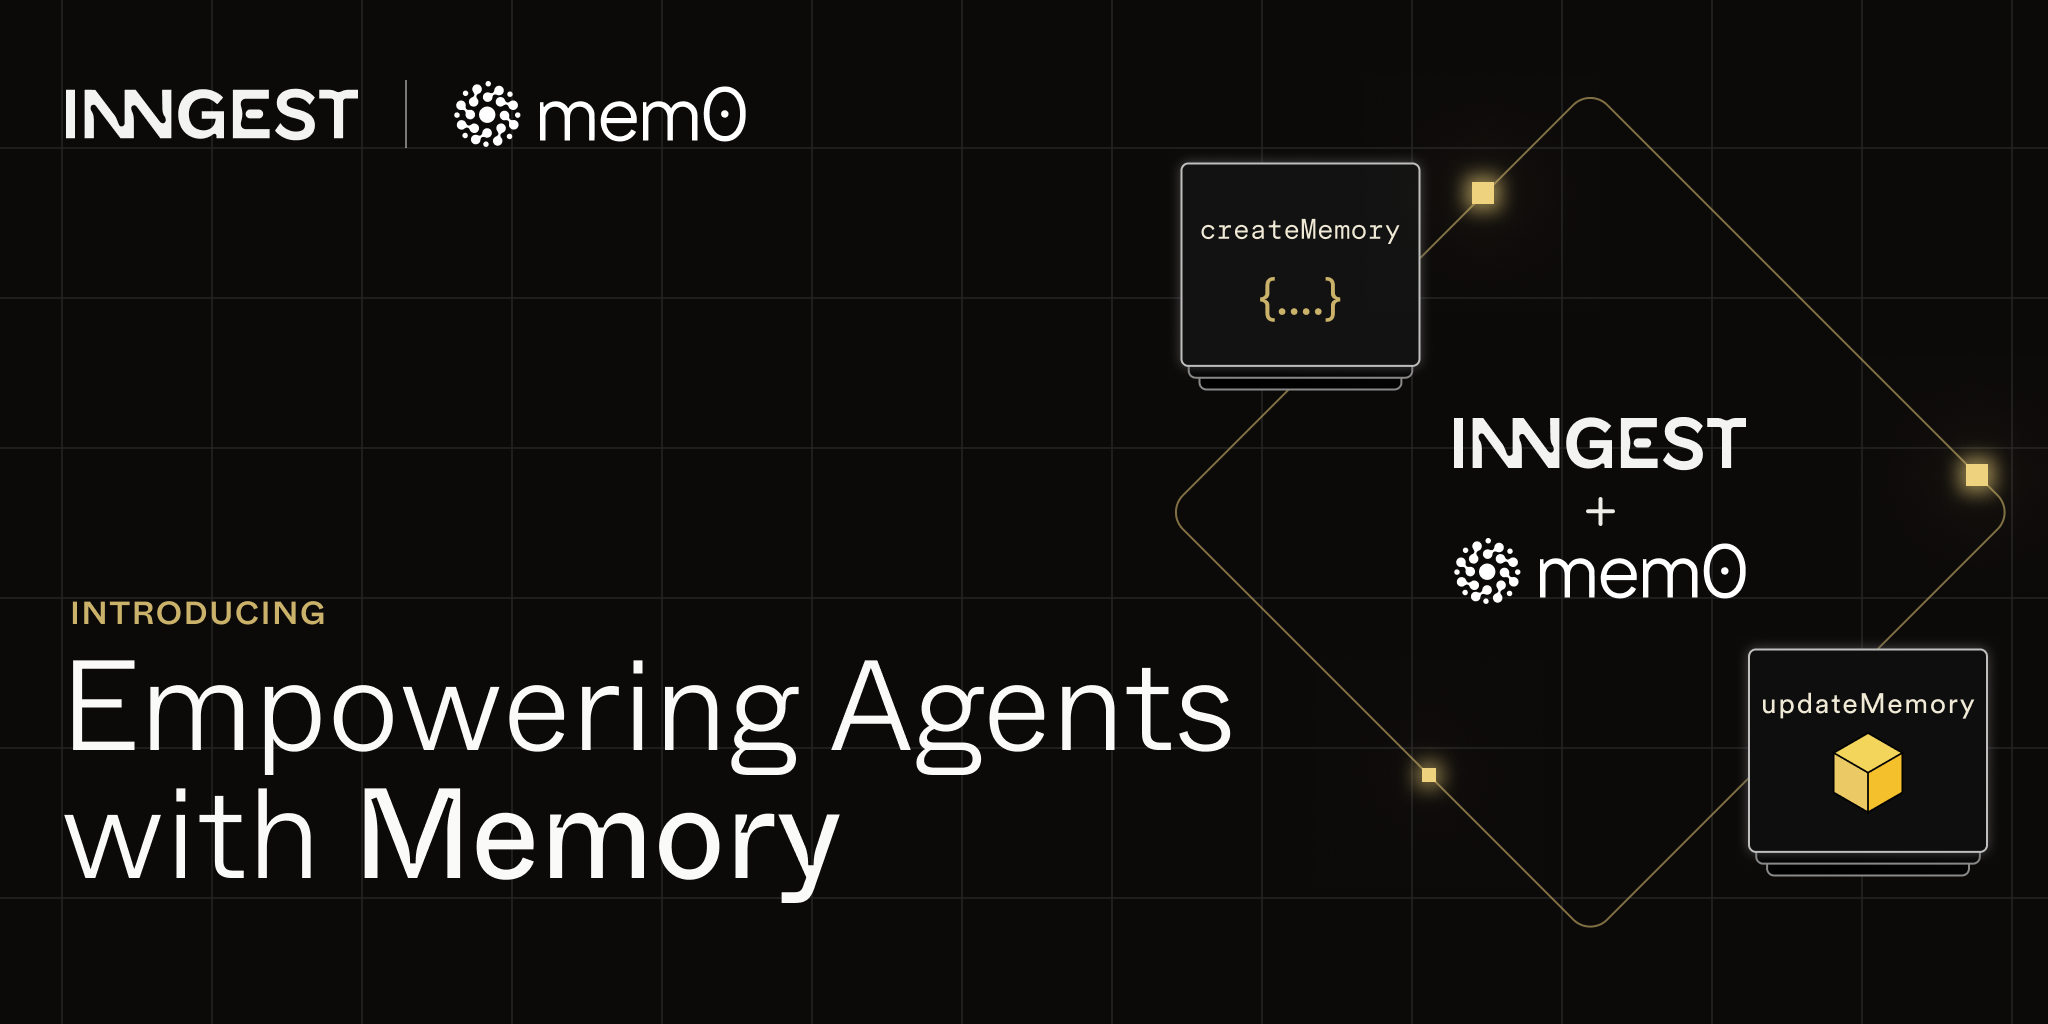 INNGEST
mem0
INTRODUCING
Empowering Agents
with Memory
createMemory
{....}
INNGEST
+
mem0
updateMemory